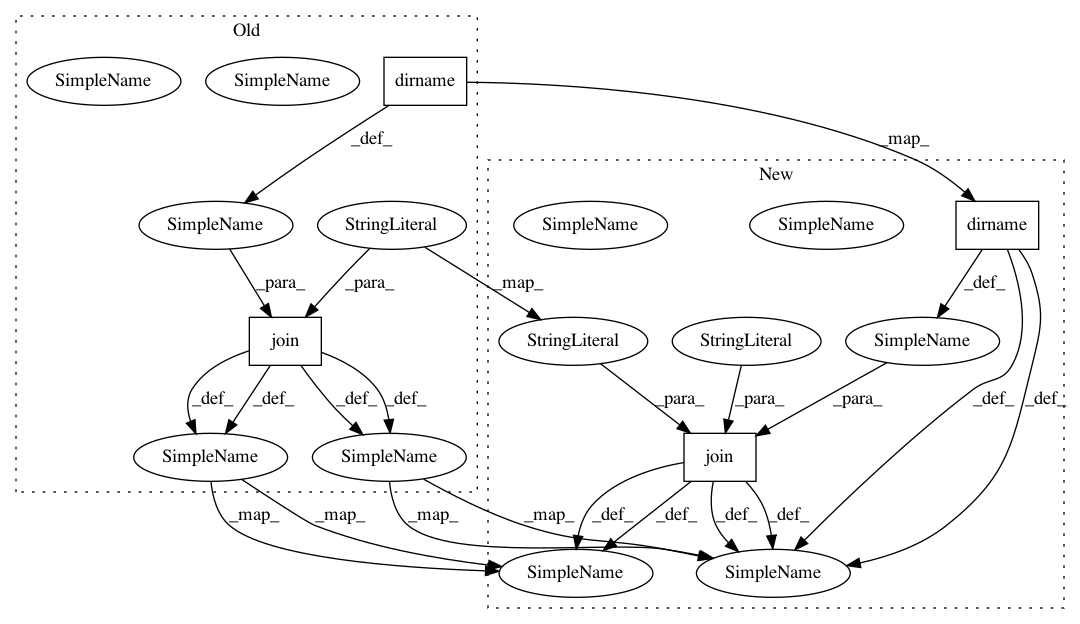 Old
SimpleName
SimpleName
dirname
_def_
_map_
New
SimpleName
StringLiteral
SimpleName
SimpleName
dirname
_para_
_para_
_map_
_def_
join
StringLiteral
StringLiteral
SimpleName
_def_
_def_
_def_
_def_
_para_
_para_
_para_
_def_
_def_
SimpleName
SimpleName
join
_map_
_map_
_map_
_map_
_def_
_def_
_def_
_def_
SimpleName
SimpleName